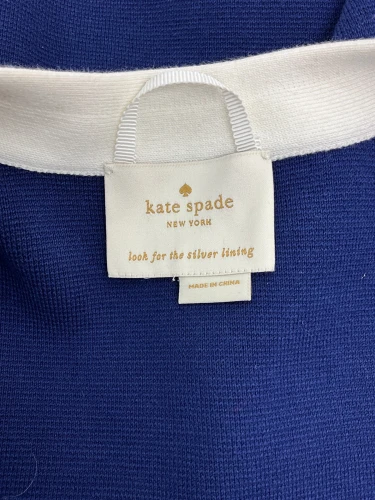 kate spade
NEW YORK
look for the silver lining
MADE IN CHINA